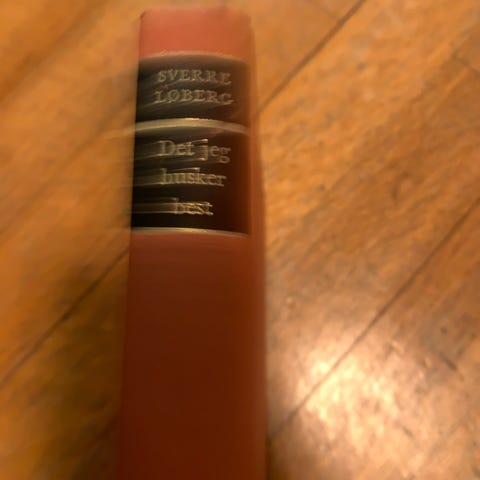 SVERRE
LØBERG
Det jeg
husker
best